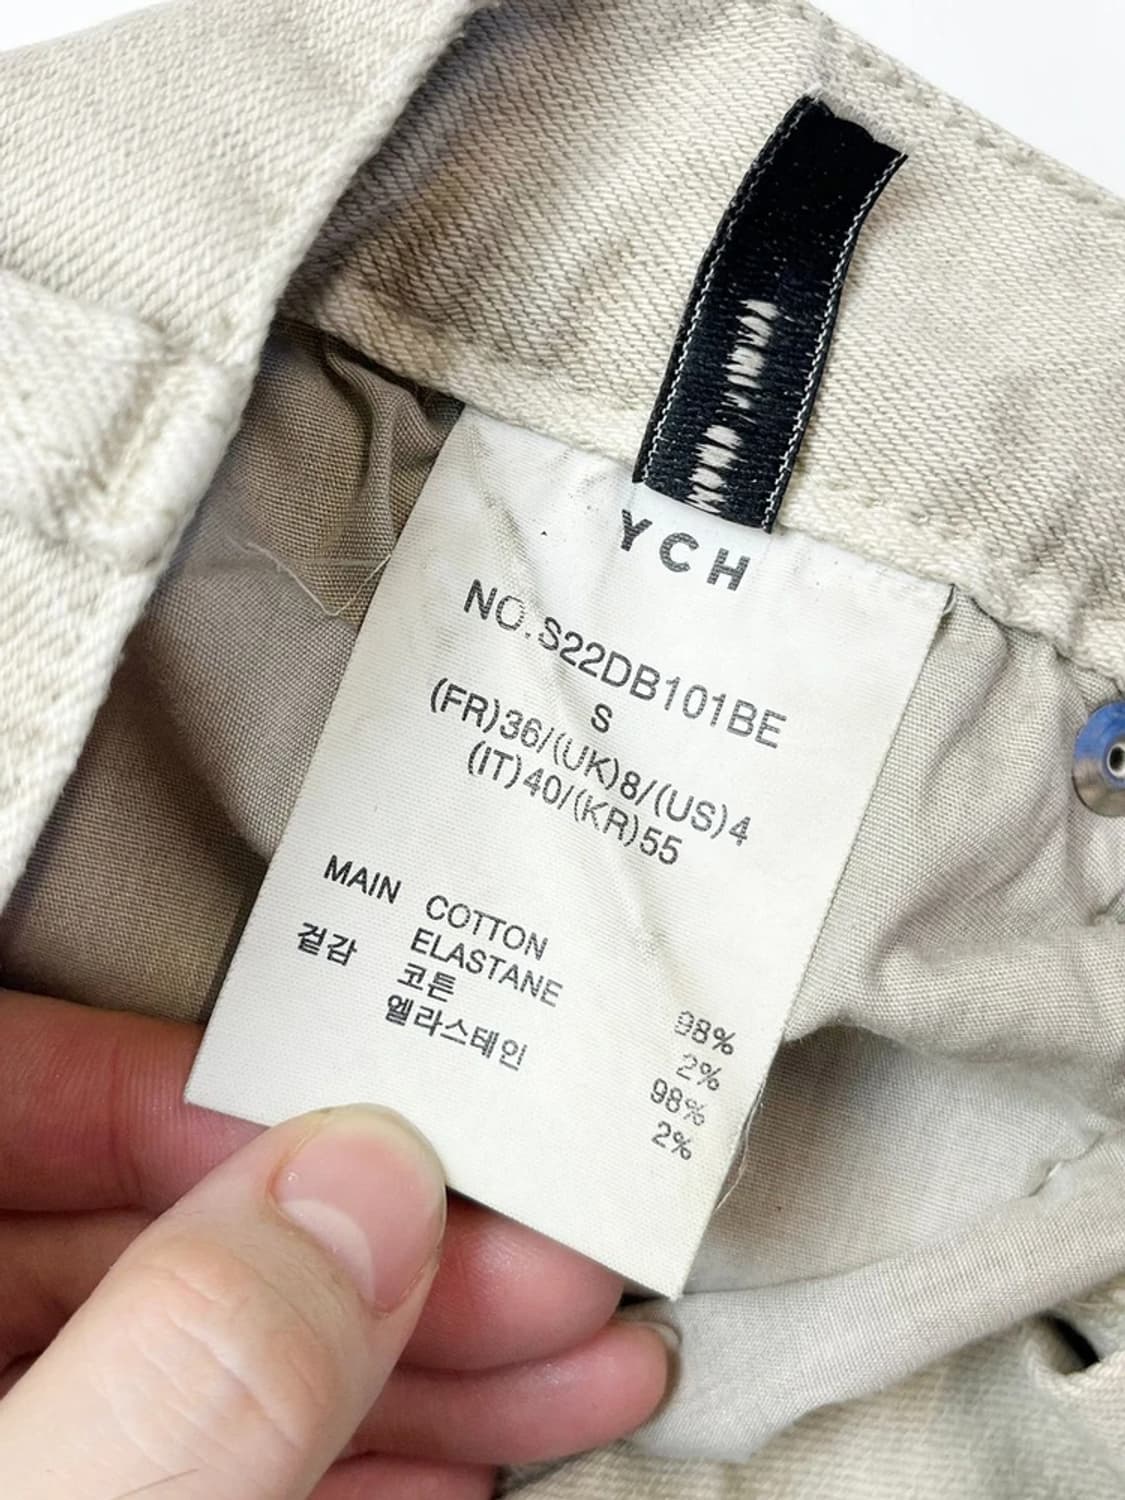 YCH
NO.S22DB101BE
S
(FR)36/(UK)8/(US)4
(IT)40/(KR)55
MAIN COTTON 98%
겉감 ELASTANE 2%
코튼 98%
엘라스테인 2%